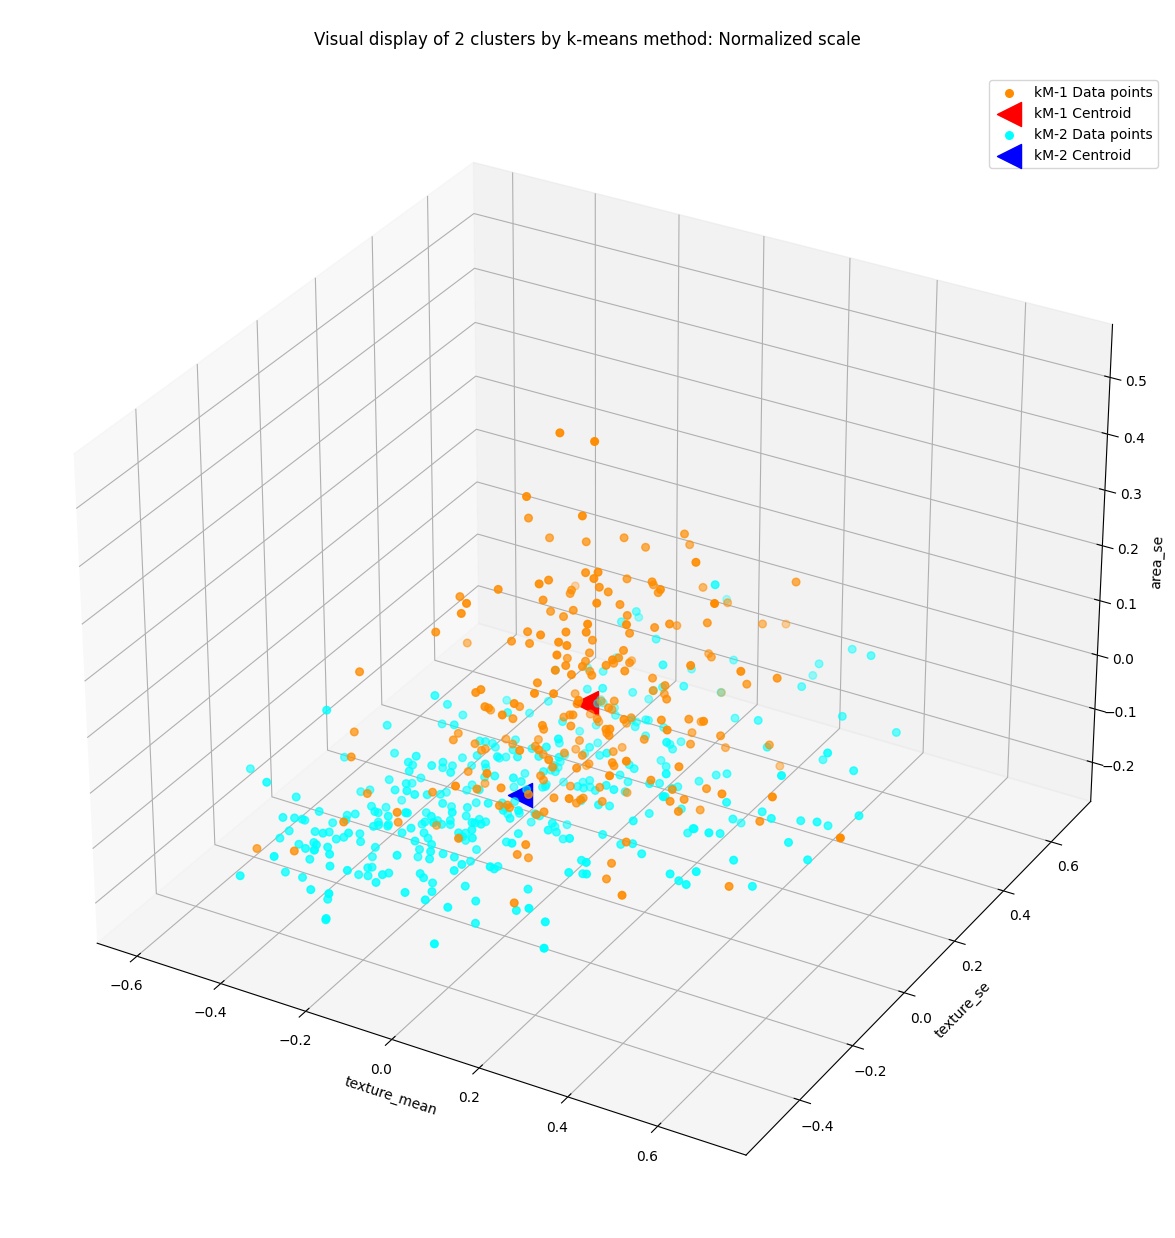 Visual display of 2 clusters by k-means method: Normalized scale
kM-1 Data points
kM-1 Centroid
kM-2 Data points
kM-2 Centroid
0.5
0.4
0.3
0.2
0.1
0.0
−0.1
−0.2
area_se
0.6
0.4
0.2
0.0
−0.2
−0.4
texture_se
−0.6
−0.4
−0.2
0.0
0.2
0.4
0.6
texture_mean